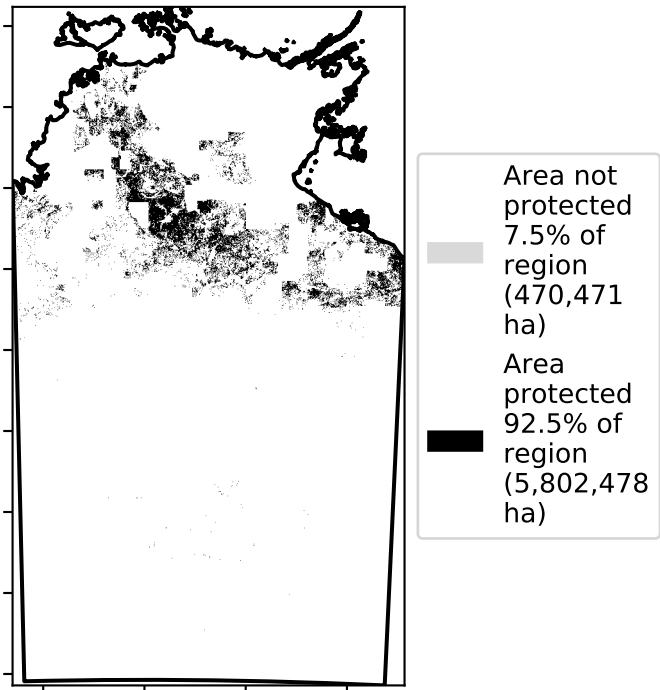 Area not
protected
7.5% of
region
(470,471
ha)
Area
protected
92.5% of
region
(5,802,478
ha)